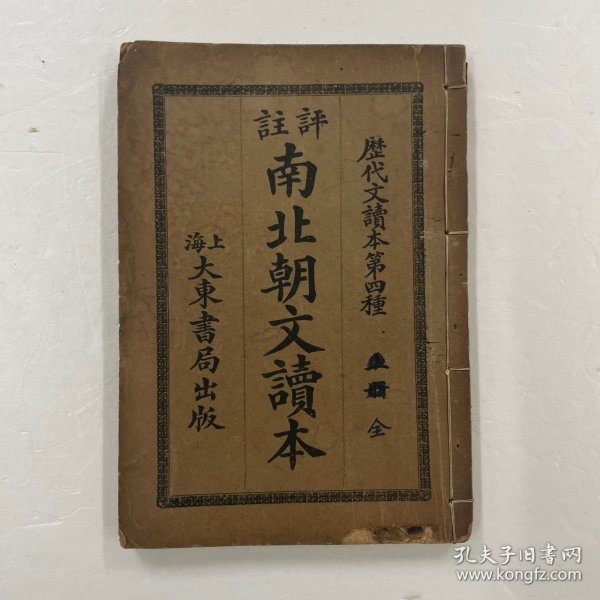 歷代文讀本第四種
全
評註
南北朝文讀本
上海
大東書局出版
孔夫子旧书网
www.kongfz.com